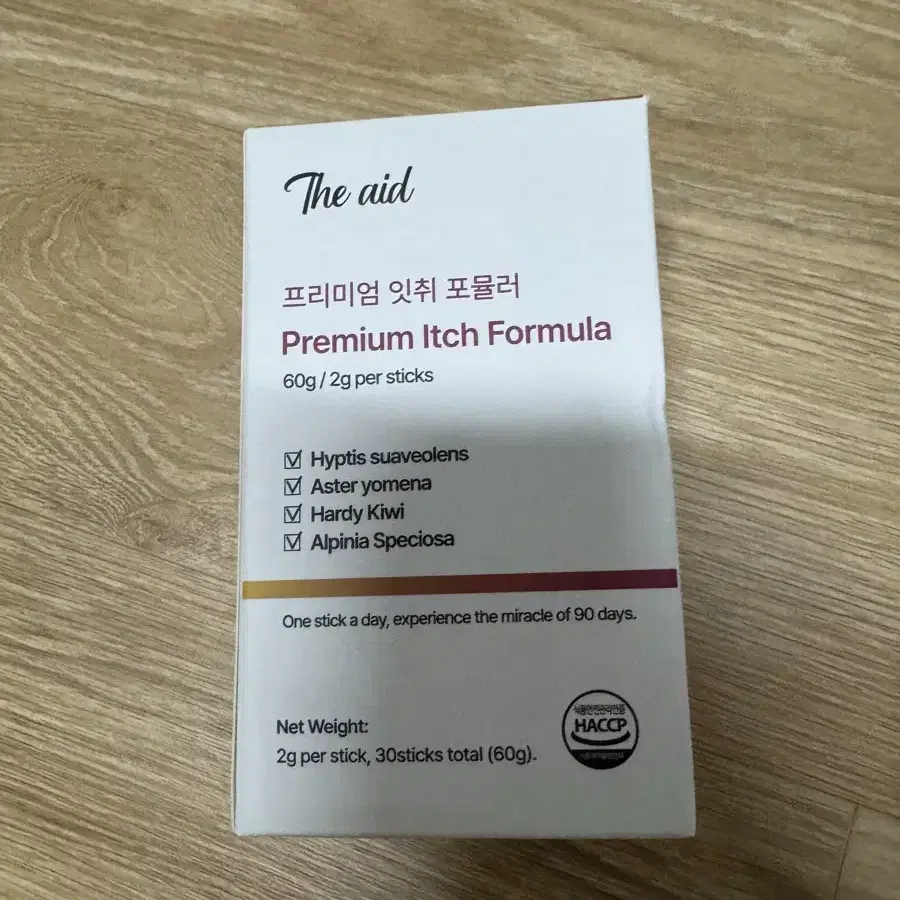 The aid
프리미엄 잇취 포뮬러
Premium Itch Formula
60g / 2g per sticks
☑ Hyptis suaveolens
☑ Aster yomena
☑ Hardy Kiwi
☑ Alpinia Speciosa
One stick a day, experience the miracle of 90 days.
Net Weight:
2g per stick, 30sticks total (60g).
HACCP